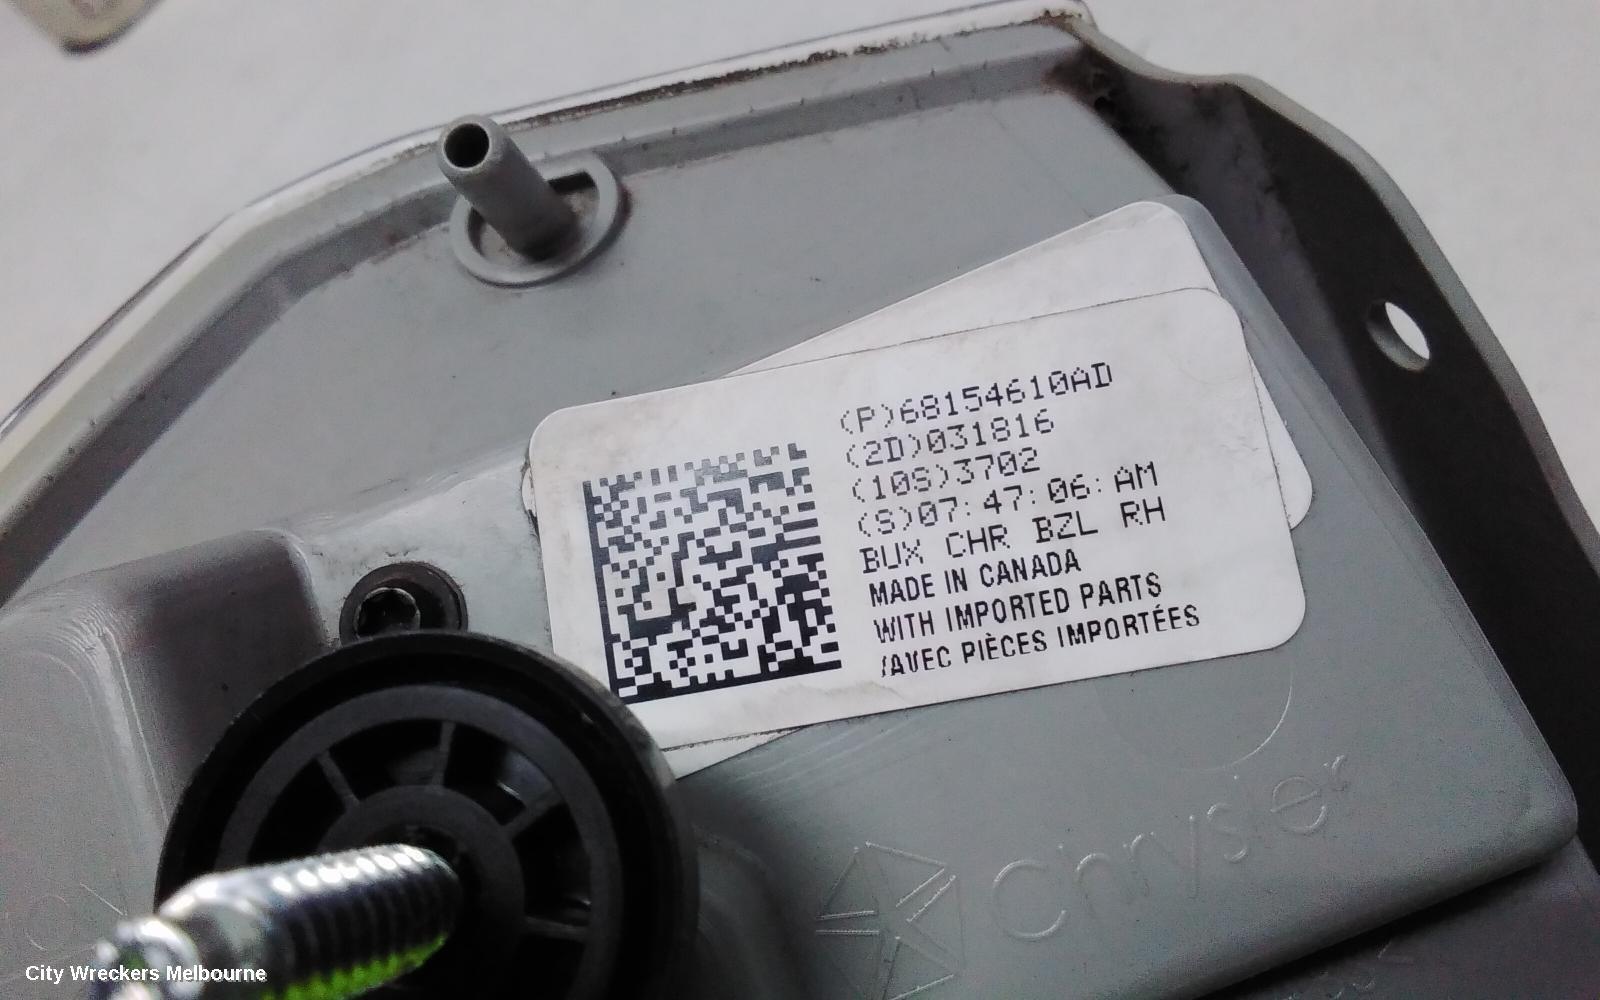 (P)68154610AD
(2D)031816
(10S)3702
(S)07:47:06:AM
BUX CHR BZL RH
MADE IN CANADA
WITH IMPORTED PARTS
/AVEC PIÈCES IMPORTÉES
Chrysler
City Wreckers Melbourne